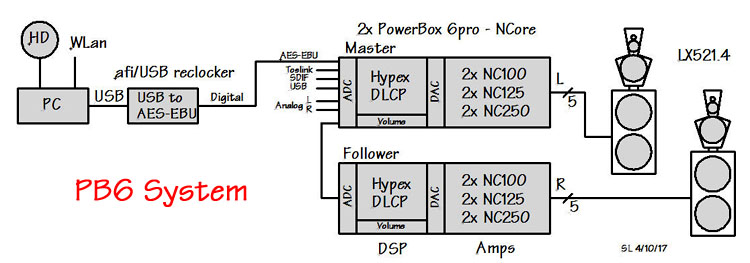 2x PowerBox 6pro - NCore
HD
WLan
AES-EBU
Master
LX521.4
afi/USB reclocker
Toslink
SDIF
USB
Analog L
R
PC
USB
USB to
AES-EBU
Digital
ADC
Hypex
DLCP
Volume
DAC
2x NC100
2x NC125
2x NC250
L
5
Follower
PB6 System
ADC
Hypex
DLCP
Volume
DAC
2x NC100
2x NC125
2x NC250
R
5
DSP
Amps
SL 4/10/17